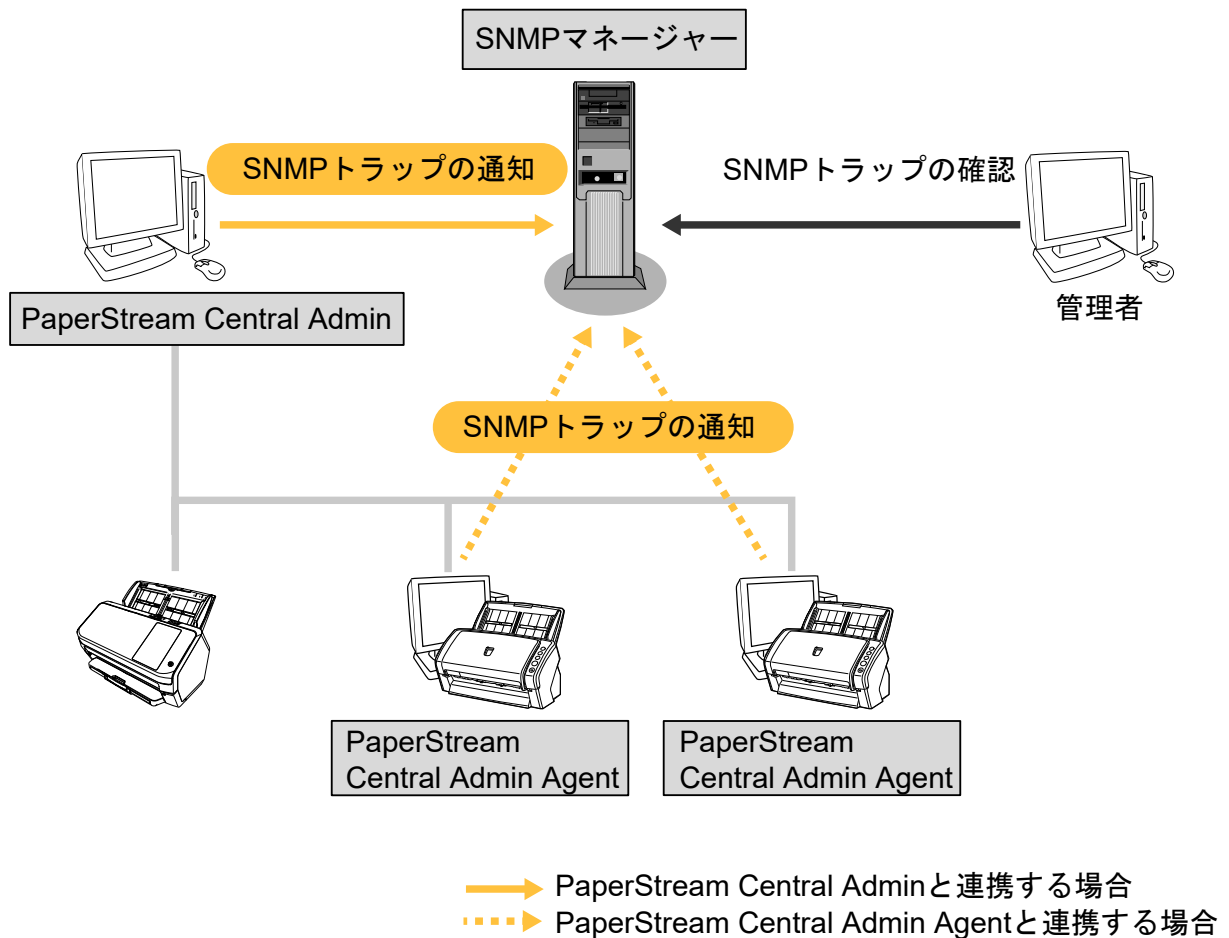 SNMPマネージャー
SNMPトラップの通知
SNMPトラップの確認
PaperStream Central Admin
管理者
SNMPトラップの通知
PaperStream
Central Admin Agent
PaperStream
Central Admin Agent
PaperStream Central Adminと連携する場合
PaperStream Central Admin Agentと連携する場合